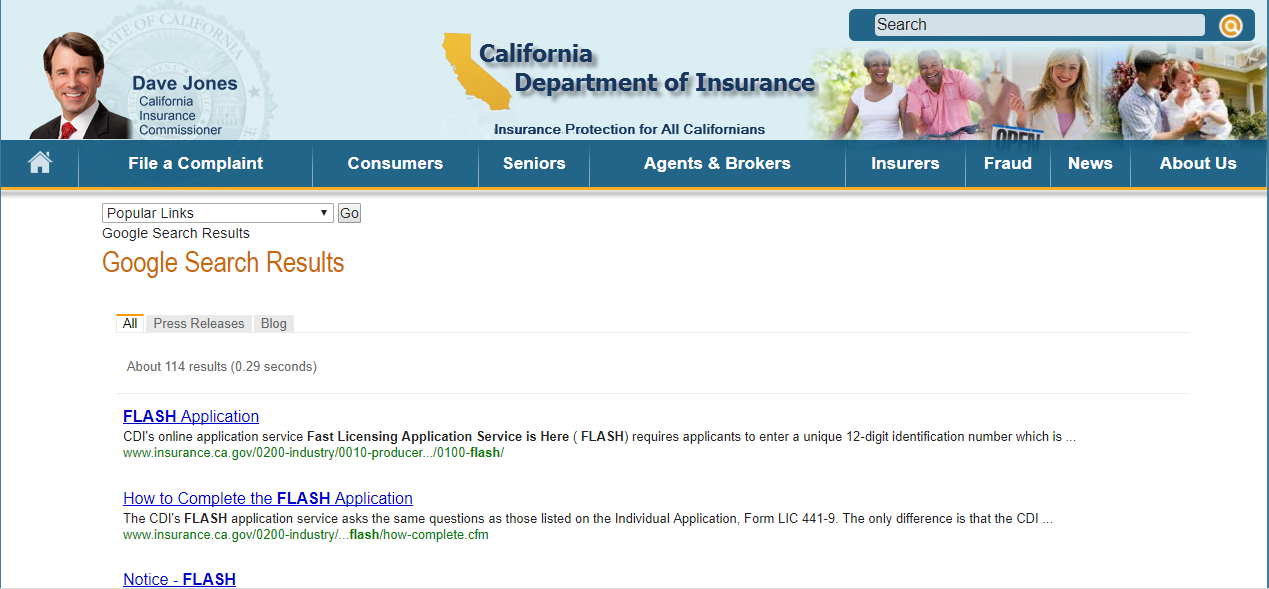 Search
Dave Jones
California
Insurance
Commissioner
California
Department of Insurance
Insurance Protection for All Californians
OPEN
File a Complaint
Consumers
Seniors
Agents & Brokers
Insurers
Fraud
News
About Us
Popular Links
Go
Google Search Results
Google Search Results
All
Press Releases
Blog
About 114 results (0.29 seconds)
FLASH Application
CDI's online application service Fast Licensing Application Service is Here ( FLASH) requires applicants to enter a unique 12-digit identification number which is ...
www.insurance.ca.gov/0200-industry/0010-producer.../0100-flash/
How to Complete the FLASH Application
The CDI's FLASH application service asks the same questions as those listed on the Individual Application, Form LIC 441-9. The only difference is that the CDI ...
www.insurance.ca.gov/0200-industry/...flash/how-complete.cfm
Notice - FLASH